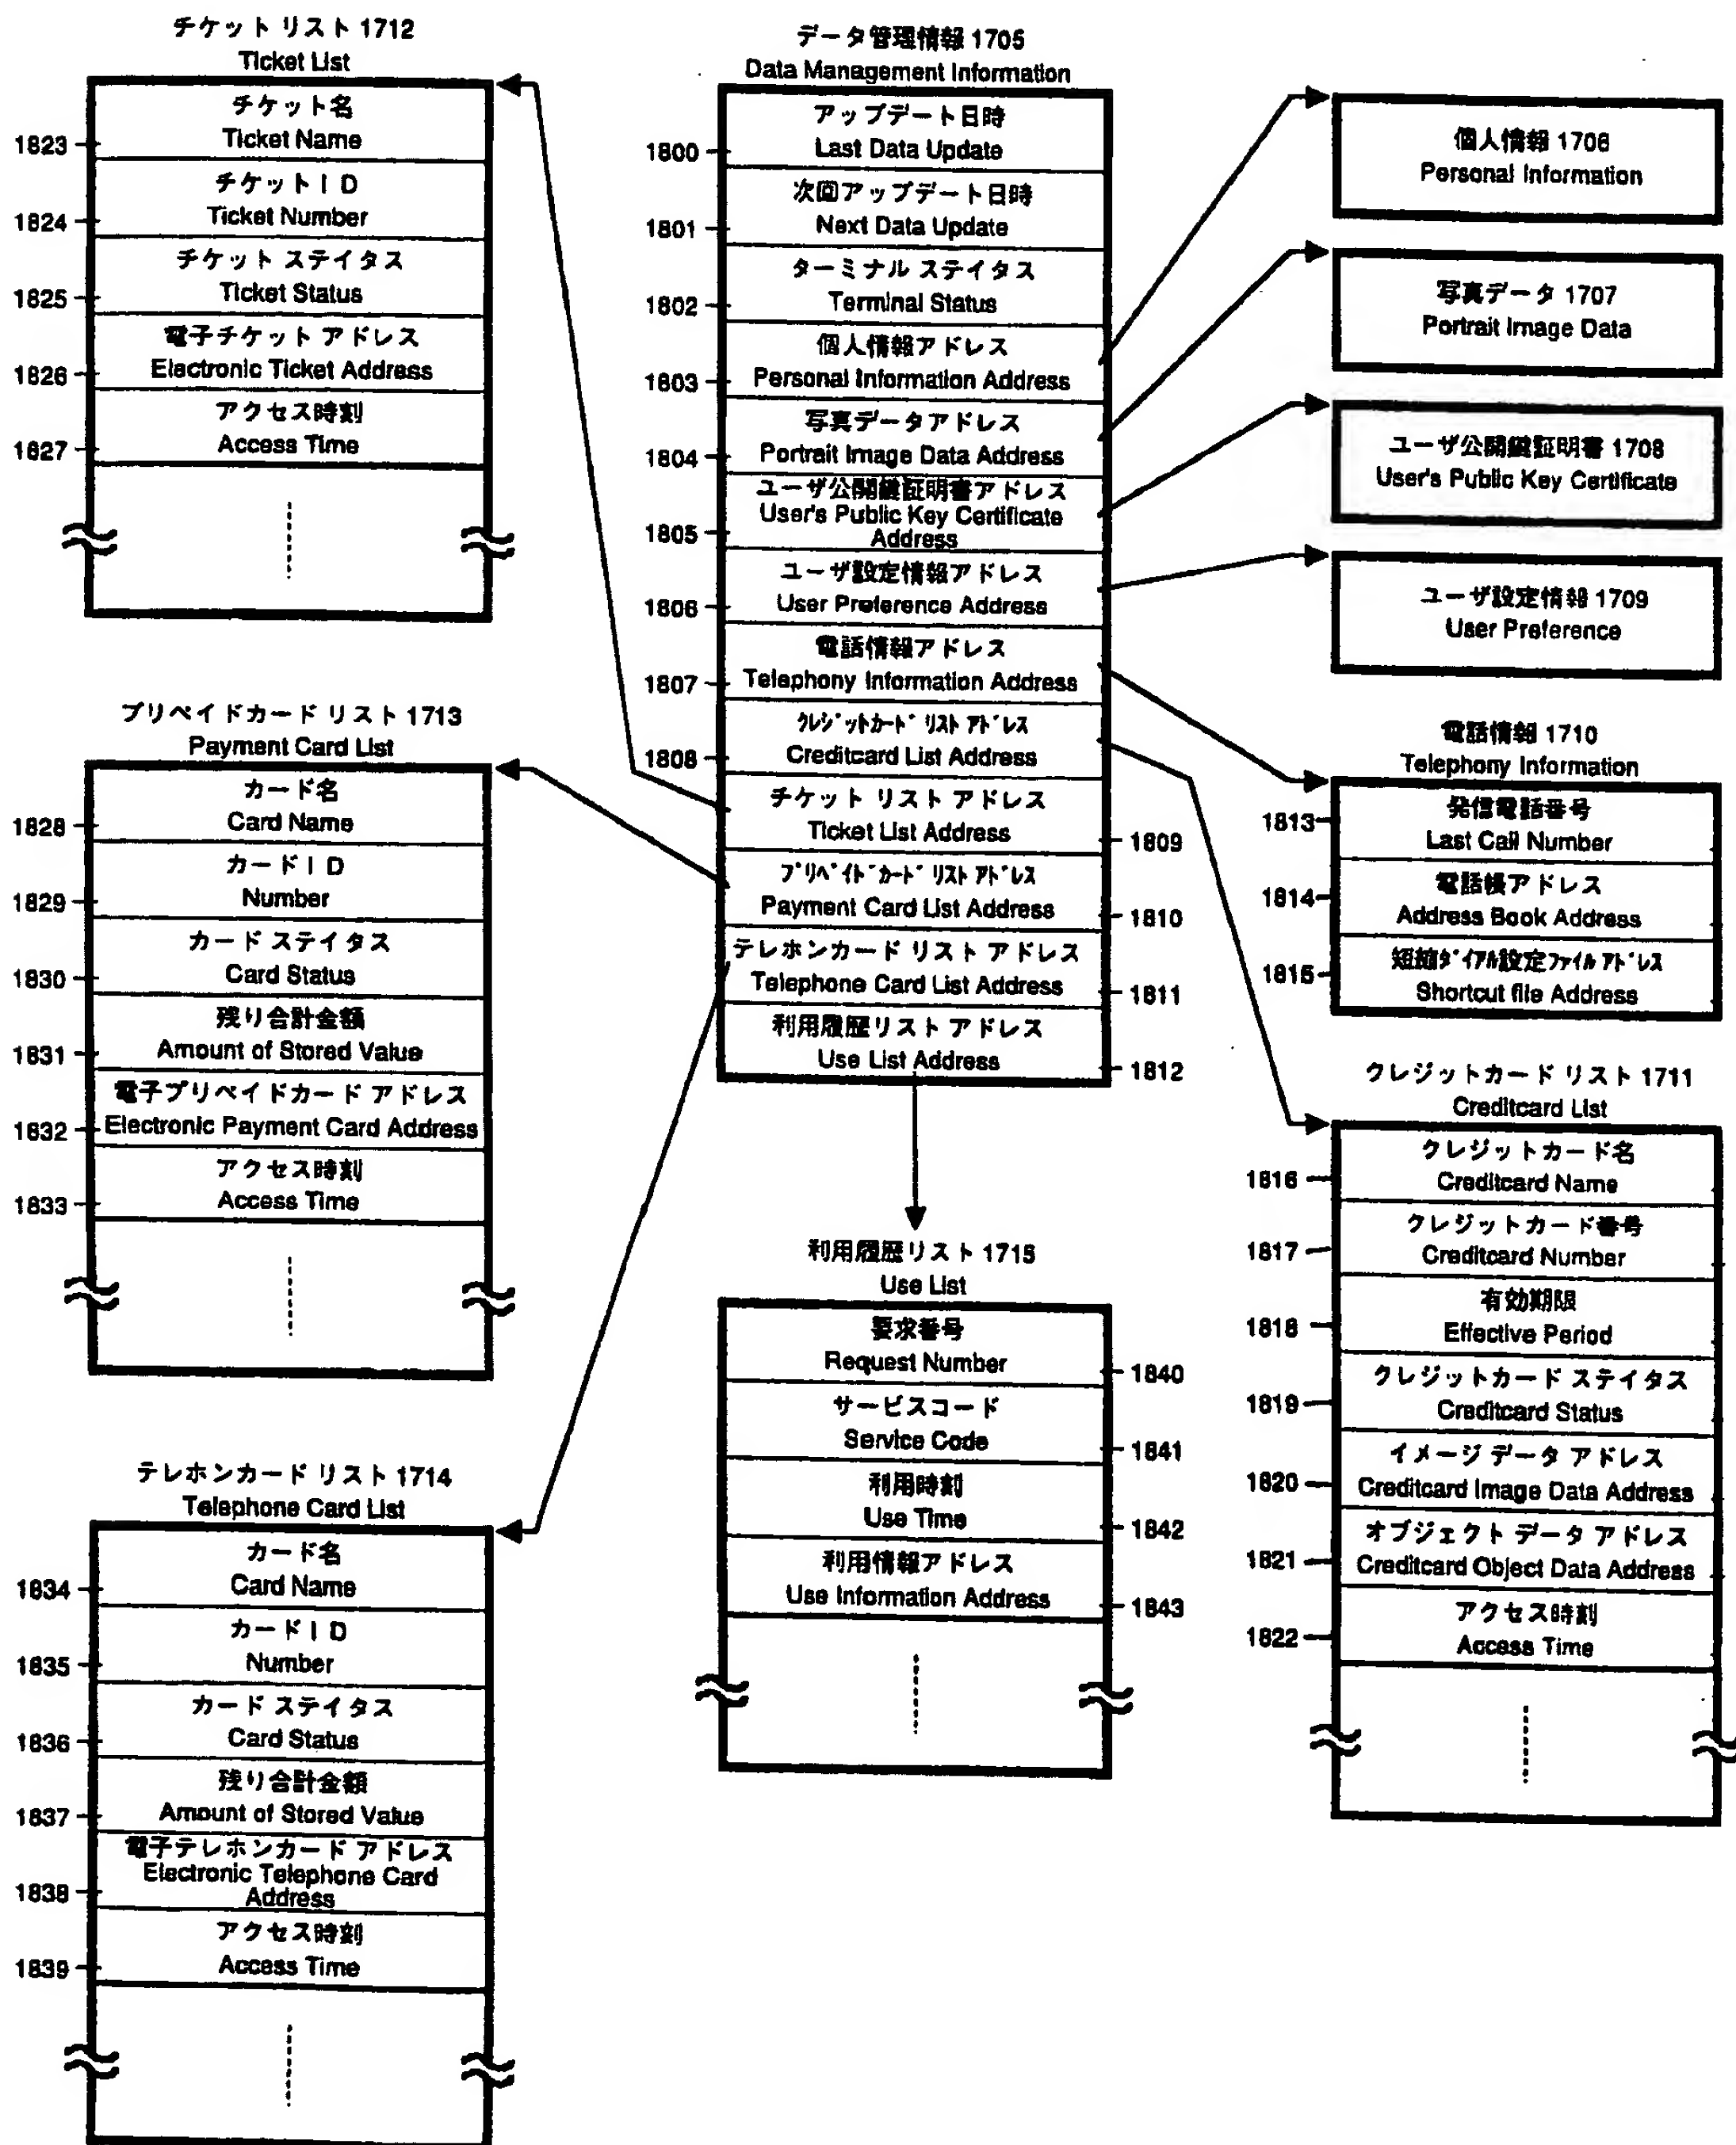 チケット リスト 1712
Ticket List
チケット名
Ticket Name
1823
チケットID
Ticket Number
1824
チケット ステイタス
Ticket Status
1825
電子チケット アドレス
Electronic Ticket Address
1826
アクセス時刻
Access Time
1827
プリペイドカード リスト 1713
Payment Card List
カード名
Card Name
1828
カードID
Number
1829
カード ステイタス
Card Status
1830
残り合計金額
Amount of Stored Value
1831
電子プリペイドカード アドレス
Electronic Payment Card Address
1832
アクセス時刻
Access Time
1833
テレホンカード リスト 1714
Telephone Card List
カード名
Card Name
1834
カードID
Number
1835
カード ステイタス
Card Status
1836
残り合計金額
Amount of Stored Value
1837
電子テレホンカード アドレス
Electronic Telephone Card
Address
1838
アクセス時刻
Access Time
1839
データ管理情報 1705
Data Management Information
アップデート日時
Last Data Update
1800
次回アップデート日時
Next Data Update
1801
ターミナル ステイタス
Terminal Status
1802
個人情報アドレス
Personal Information Address
1803
写真データアドレス
Portrait Image Data Address
1804
ユーザ公開鍵証明書アドレス
User's Public Key Certificate
Address
1805
ユーザ設定情報アドレス
User Preference Address
1806
電話情報アドレス
Telephony Information Address
1807
クレジットカード リスト アドレス
Creditcard List Address
1808
チケット リスト アドレス
Ticket List Address
1809
プリペイドカード リスト アドレス
Payment Card List Address
1810
テレホンカード リスト アドレス
Telephone Card List Address
1811
利用履歴リスト アドレス
Use List Address
1812
利用履歴リスト 1715
Use List
要求番号
Request Number
1840
サービスコード
Service Code
1841
利用時刻
Use Time
1842
利用情報アドレス
Use Information Address
1843
個人情報 1706
Personal Information
写真データ 1707
Portrait Image Data
ユーザ公開鍵証明書 1708
User's Public Key Certificate
ユーザ設定情報 1709
User Preference
電話情報 1710
Telephony Information
発信電話番号
Last Call Number
1813
電話帳アドレス
Address Book Address
1814
短縮ダイアル設定ファイル アドレス
Shortcut file Address
1815
クレジットカード リスト 1711
Creditcard List
クレジットカード名
Creditcard Name
1816
クレジットカード番号
Creditcard Number
1817
有効期限
Effective Period
1818
クレジットカード ステイタス
Creditcard Status
1819
イメージ データ アドレス
Creditcard Image Data Address
1820
オブジェクト データ アドレス
Creditcard Object Data Address
1821
アクセス時刻
Access Time
1822